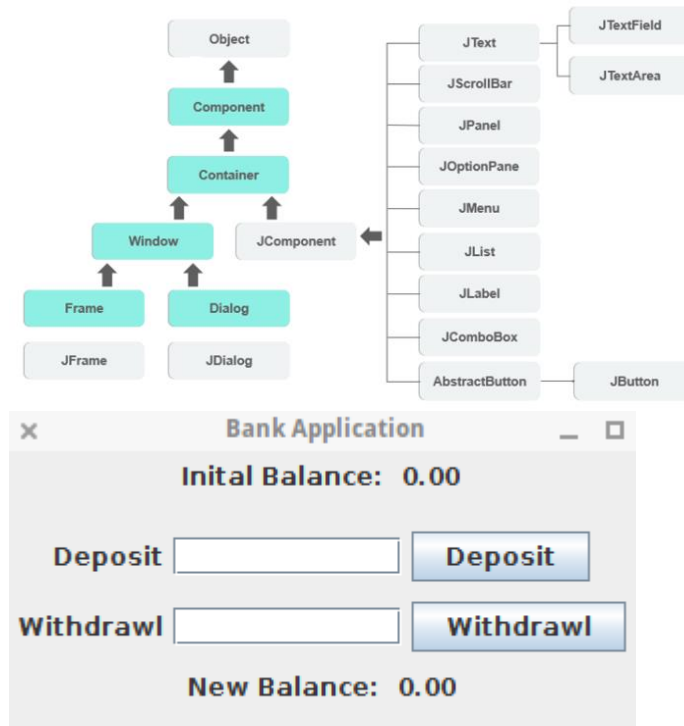 Object
Component
Container
Window
JComponent
Frame
Dialog
JFrame
JDialog
JText
JTextField
JTextArea
JScrollBar
JPanel
JOptionPane
JMenu
JList
JLabel
JComboBox
AbstractButton
JButton
Bank Application
Inital Balance: 0.00
Deposit Deposit
Withdrawl Withdrawl
New Balance: 0.00